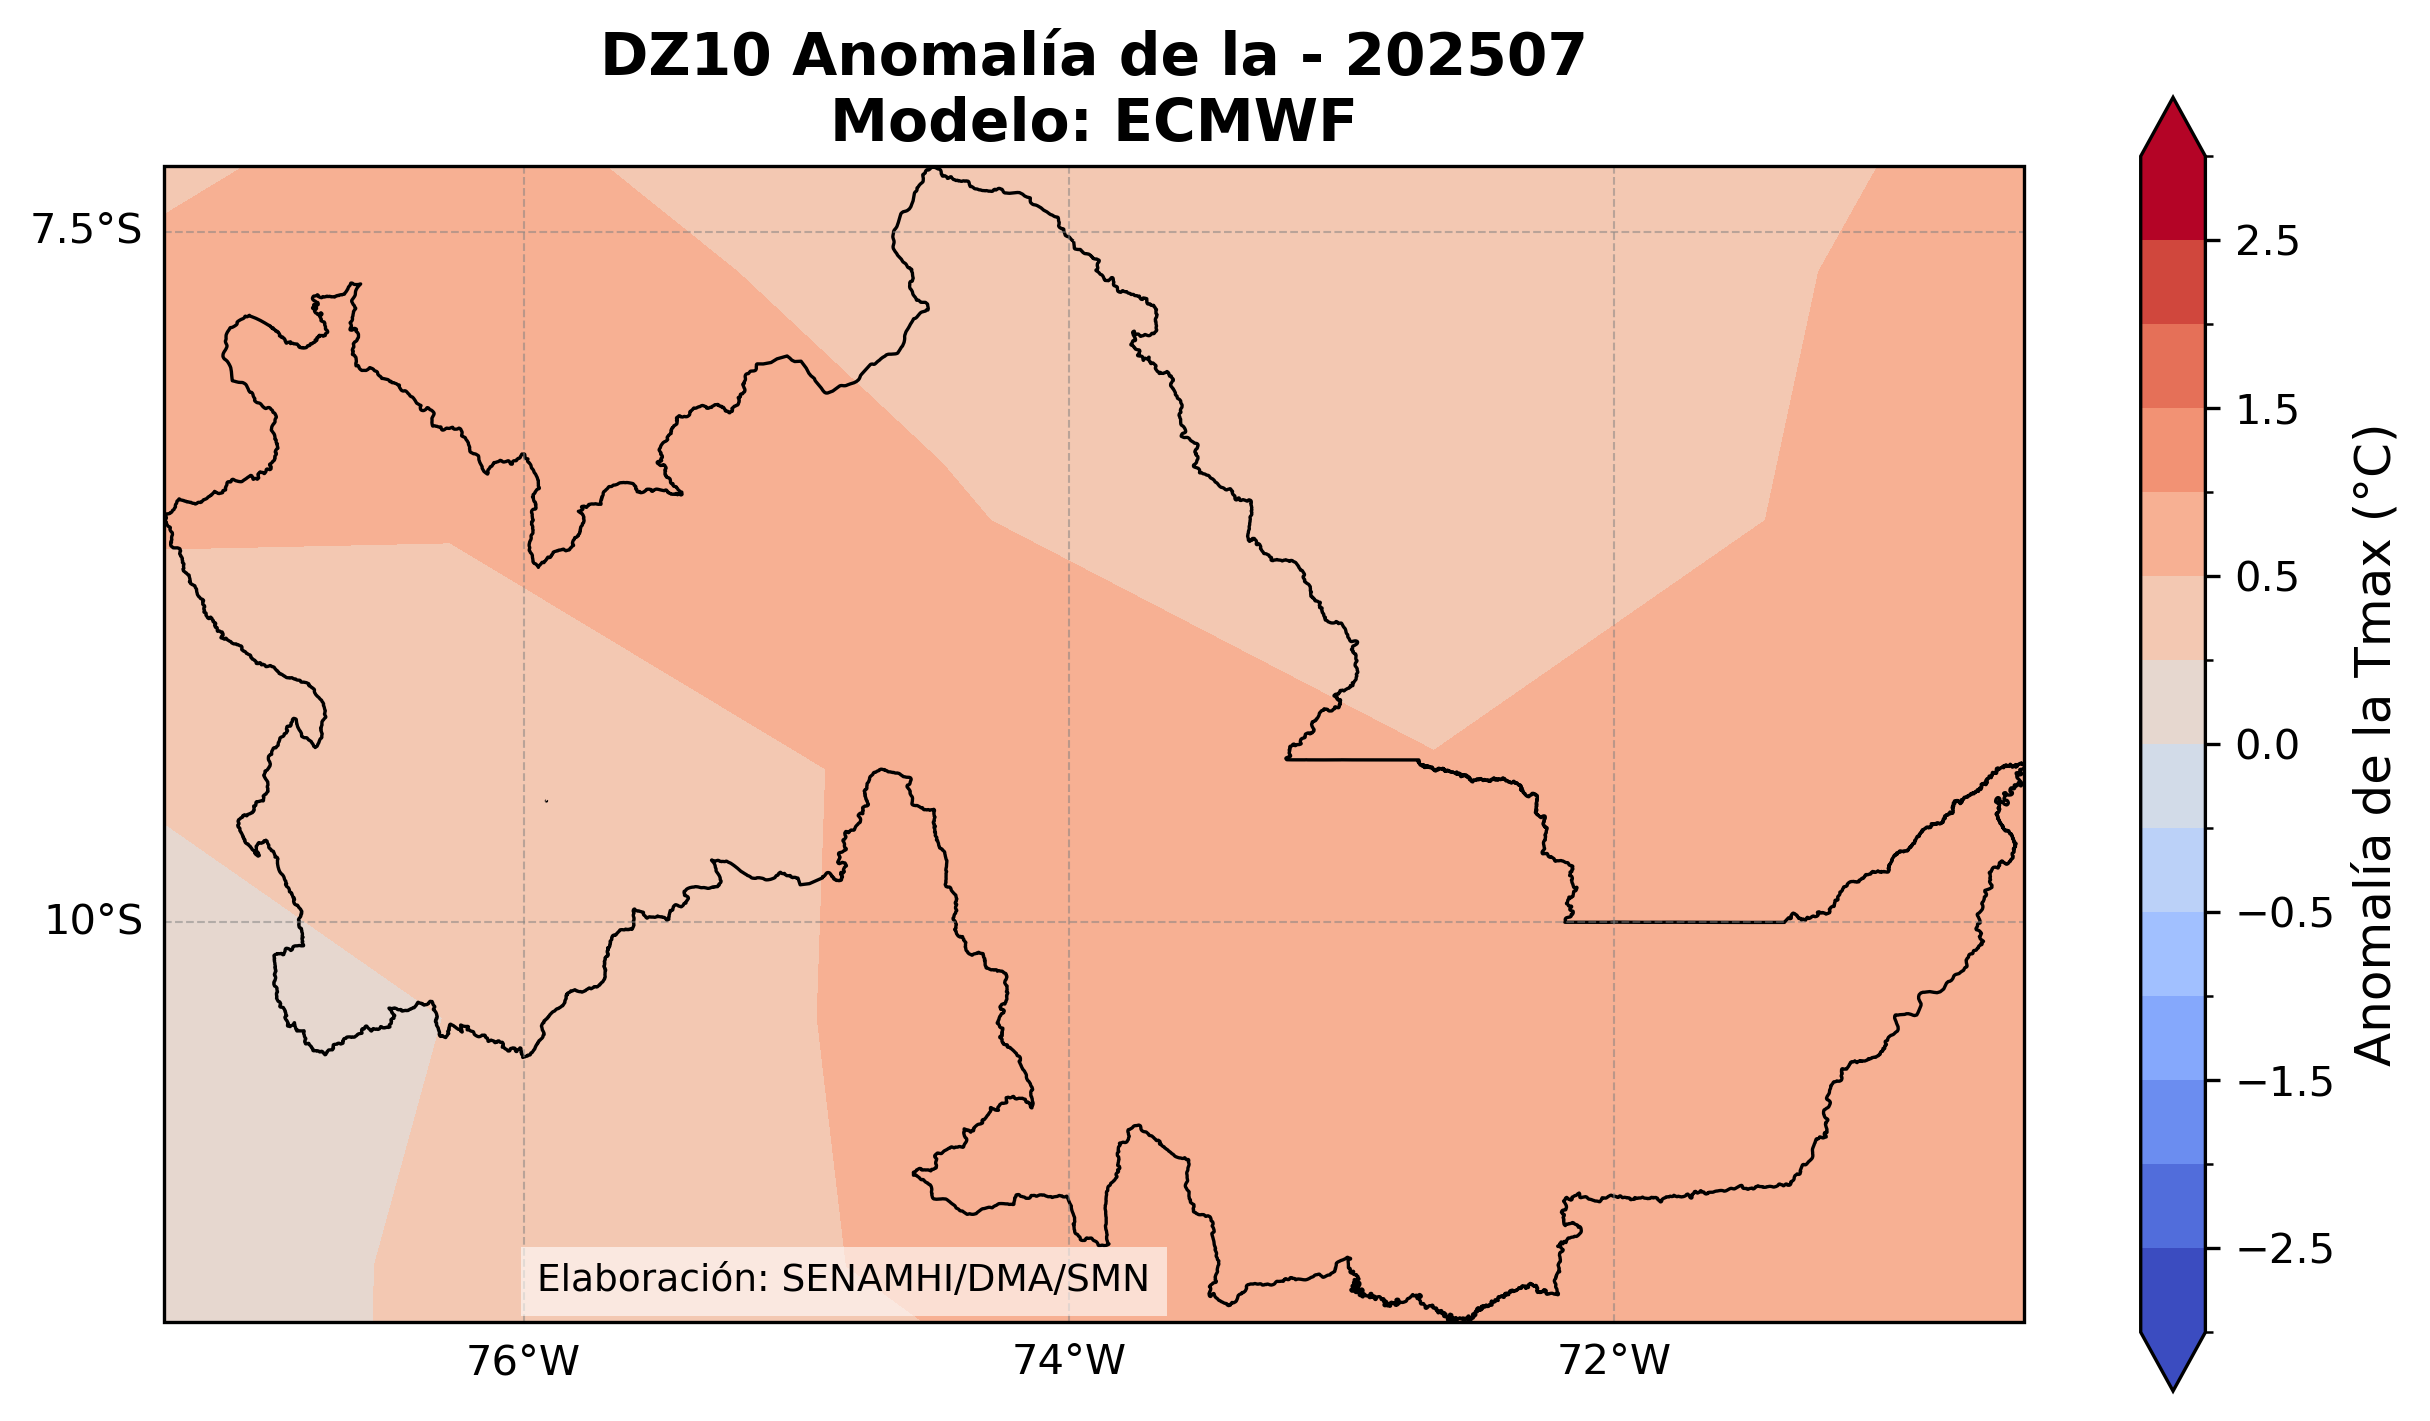 DZ10 Anomalía de la - 202507
Modelo: ECMWF
7.5°S
10°S
76°W
74°W
72°W
Elaboración: SENAMHI/DMA/SMN
2.5
1.5
0.5
0.0
−0.5
−1.5
−2.5
Anomalía de la Tmax (°C)